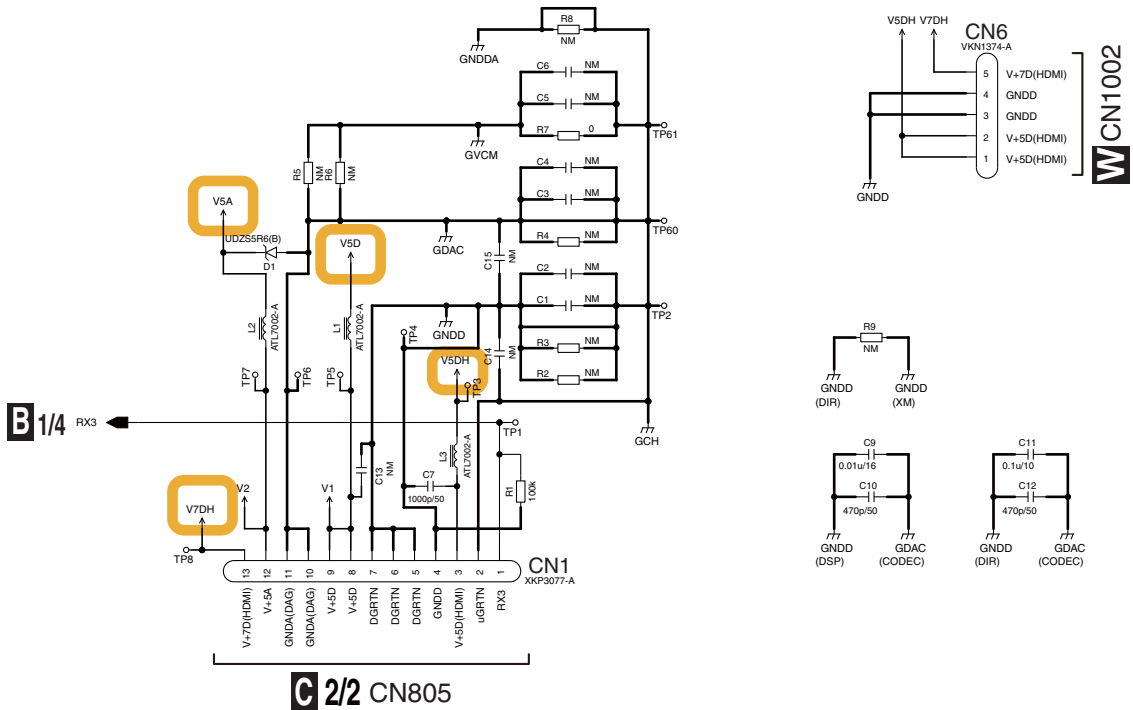 R8
NM
GNDDA
C6
NM
C5
NM
R7
0
TP61
GVCM
R5
NM
R6
NM
C4
NM
C3
NM
R4
NM
TP60
GDAC
V5A
UDZS5R6(B)
D1
V5D
C15
NM
C2
NM
C1
NM
TP2
R3
NM
R2
NM
C14
NM
GNDD
TP4
L2
ATL7002-A
L1
ATL7002-A
V5DH
TP3
TP7
TP6
TP5
B 1/4
RX3
TP1
GCH
L3
ATL7002-A
C13
NM
C7
1000p/50
R1
100k
V7DH
V2
V1
TP8
CN1
XKP3077-A
13
12
11
10
9
8
7
6
5
4
3
2
1
V+7D(HDMI)
V+5A
GNDA(DAG)
GNDA(DAG)
V+5D
V+5D
DGRTN
DGRTN
DGRTN
GNDD
V+5D(HDMI)
uGRTN
RX3
C 2/2 CN805
V5DH V7DH
CN6
VKN1374-A
5 V+7D(HDMI)
4 GNDD
3 GNDD
2 V+5D(HDMI)
1 V+5D(HDMI)
GNDD
W CN1002
R9
NM
GNDD
(DIR)
GNDD
(XM)
C9
0.01u/16
C10
470p/50
GNDD
(DSP)
GDAC
(CODEC)
C11
0.1u/10
C12
470p/50
GNDD
(DIR)
GDAC
(CODEC)